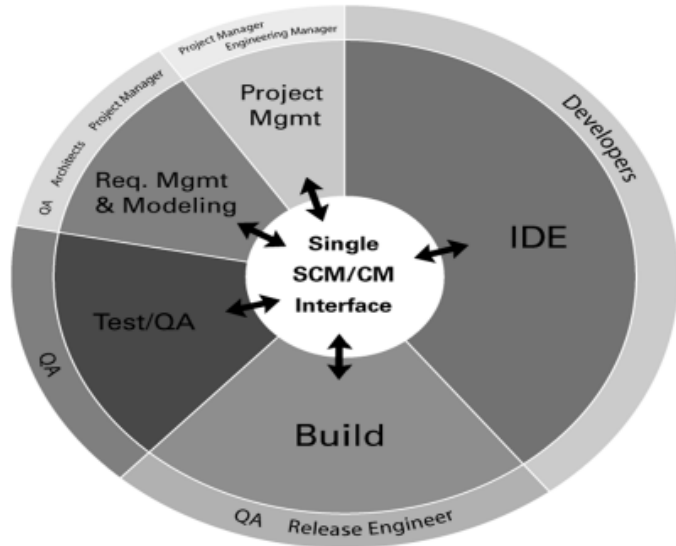 Project Manager
Engineering Manager
Project
Mgmt
QA Architects Project Manager
Req. Mgmt
& Modeling
Developers
IDE
Single
SCM/CM
Interface
Test/QA
QA
Build
QA Release Engineer